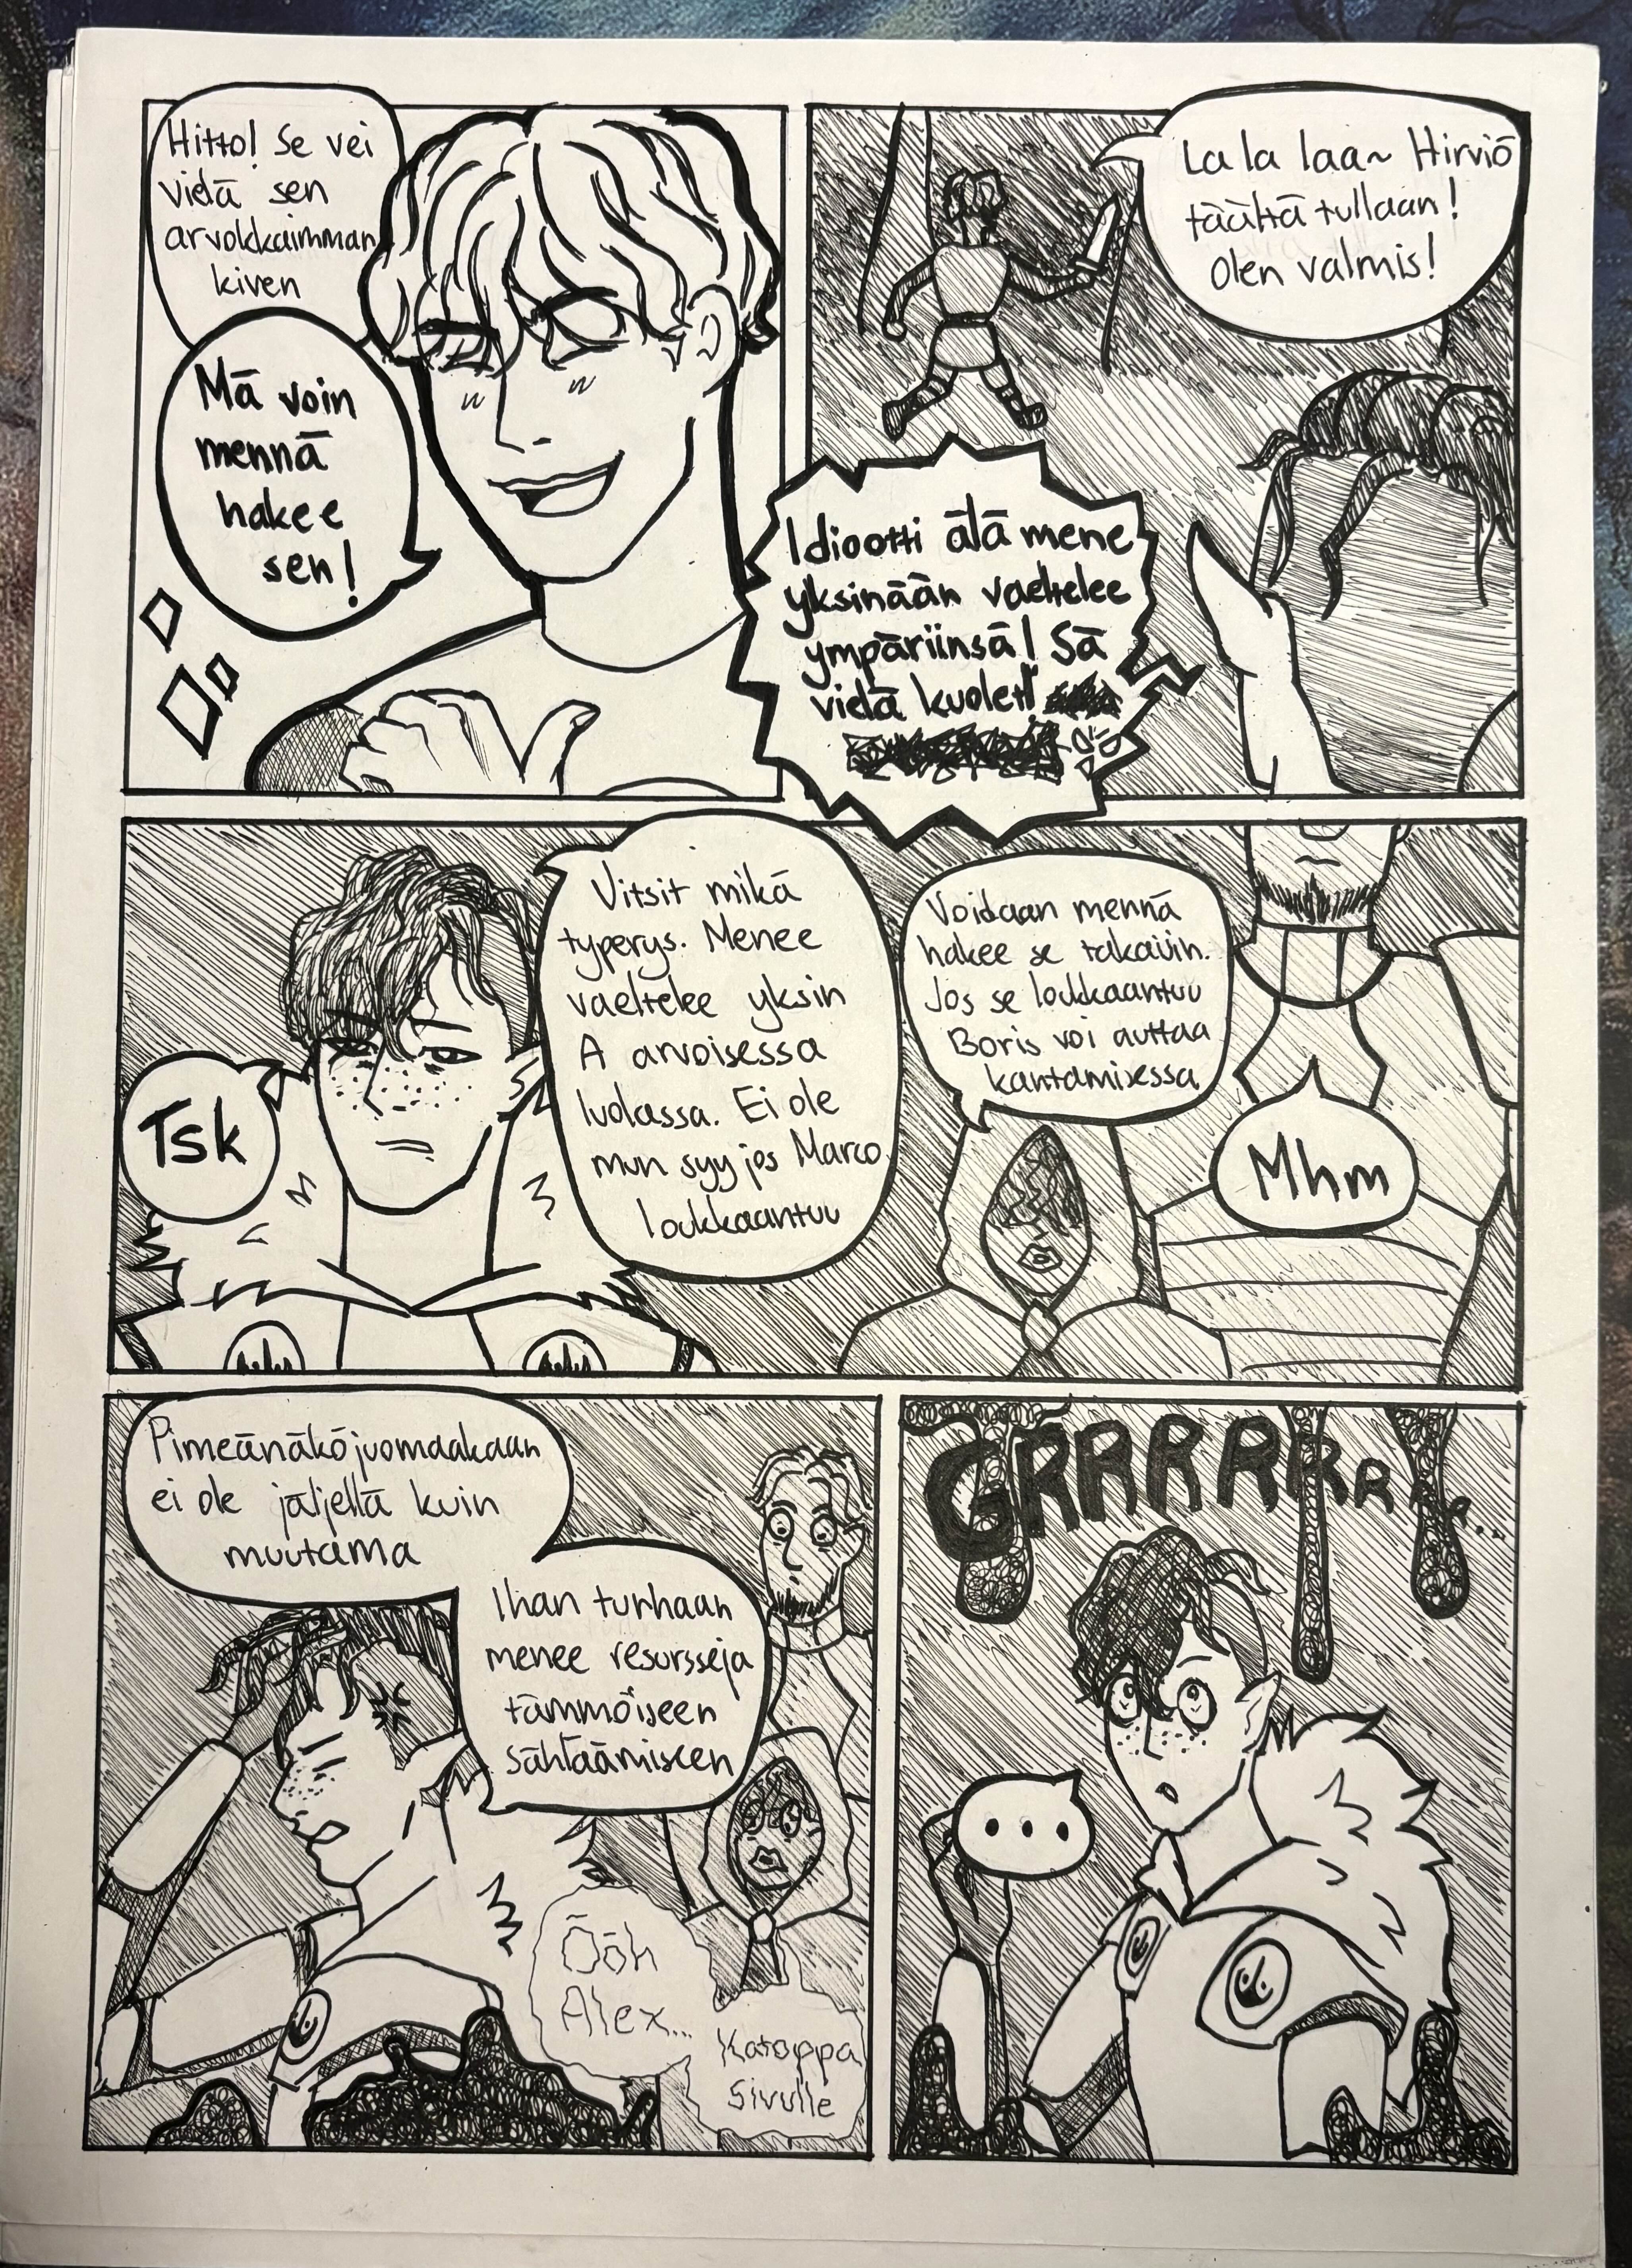 Hitto! Se vei
vielä sen
arvokkaimman
kiven
Mä voin
mennä
hakee
sen!
La la laa~ Hirviö
täältä tullaan!
Olen valmis!
Idiootti älä mene
yksinään vaeltelee
ympäriinsä! Sä
vielä kuolet!
Tsk
Vitsit mikä
typerys. Menee
vaeltelee yksin
A arvoisessa
luolassa. Ei ole
mun syy jos Marco
loukkaantuu
Voidaan mennä
hakee se takaisin.
Jos se loukkaantuu
Boris voi auttaa
kantamisessa
Mhm
Pimeänäköjuomaakaan
ei ole jäljellä kuin
muutama
Ihan turhaan
menee resursseja
tämmöiseen
sähläämiseen
Ööh
Alex...
Katoppa
sivulle
GRRRRRRRr...
...